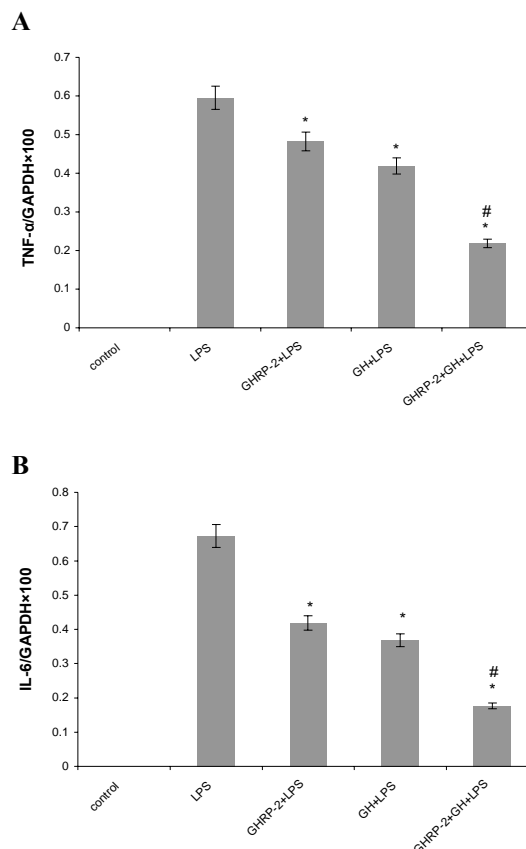 A
0.7
0.6
0.5
0.4
0.3
0.2
0.1
0
TNF-α/GAPDH×100
*
*
#
*
control
LPS
GHRP-2+LPS
GH+LPS
GHRP-2+GH+LPS
B
0.8
0.7
0.6
0.5
0.4
0.3
0.2
0.1
0
IL-6/GAPDH×100
*
*
#
*
control
LPS
GHRP-2+LPS
GH+LPS
GHRP-2+GH+LPS